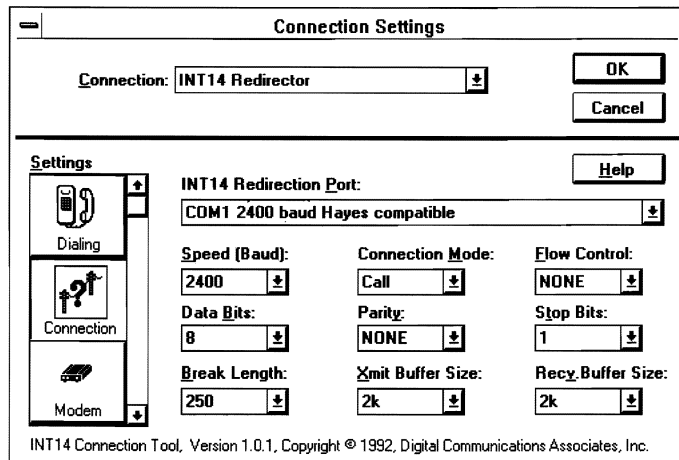 Connection Settings
Connection: INT14 Redirector
OK
Cancel
Settings
Help
Dialing
Connection
Modem
INT14 Redirection Port:
COM1 2400 baud Hayes compatible
Speed (Baud): Connection Mode: Flow Control:
2400 Call NONE
Data Bits: Parity: Stop Bits:
8 NONE 1
Break Length: Xmit Buffer Size: Recv.Buffer Size:
250 2k 2k
INT14 Connection Tool, Version 1.0.1, Copyright © 1992, Digital Communications Associates, Inc.